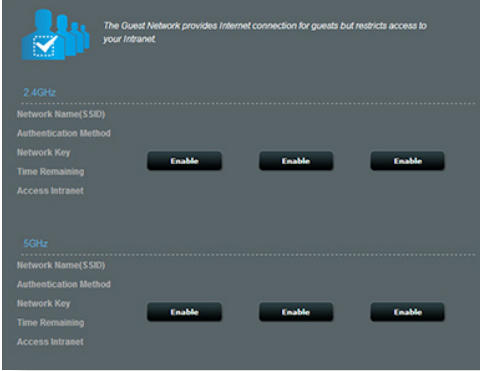 The Guest Network provides Internet connection for guests but restricts access to
your Intranet.
2.4GHz
Network Name(SSID)
Authentication Method
Network Key
Time Remaining
Access Intranet
Enable Enable Enable
5GHz
Network Name(SSID)
Authentication Method
Network Key
Time Remaining
Access Intranet
Enable Enable Enable